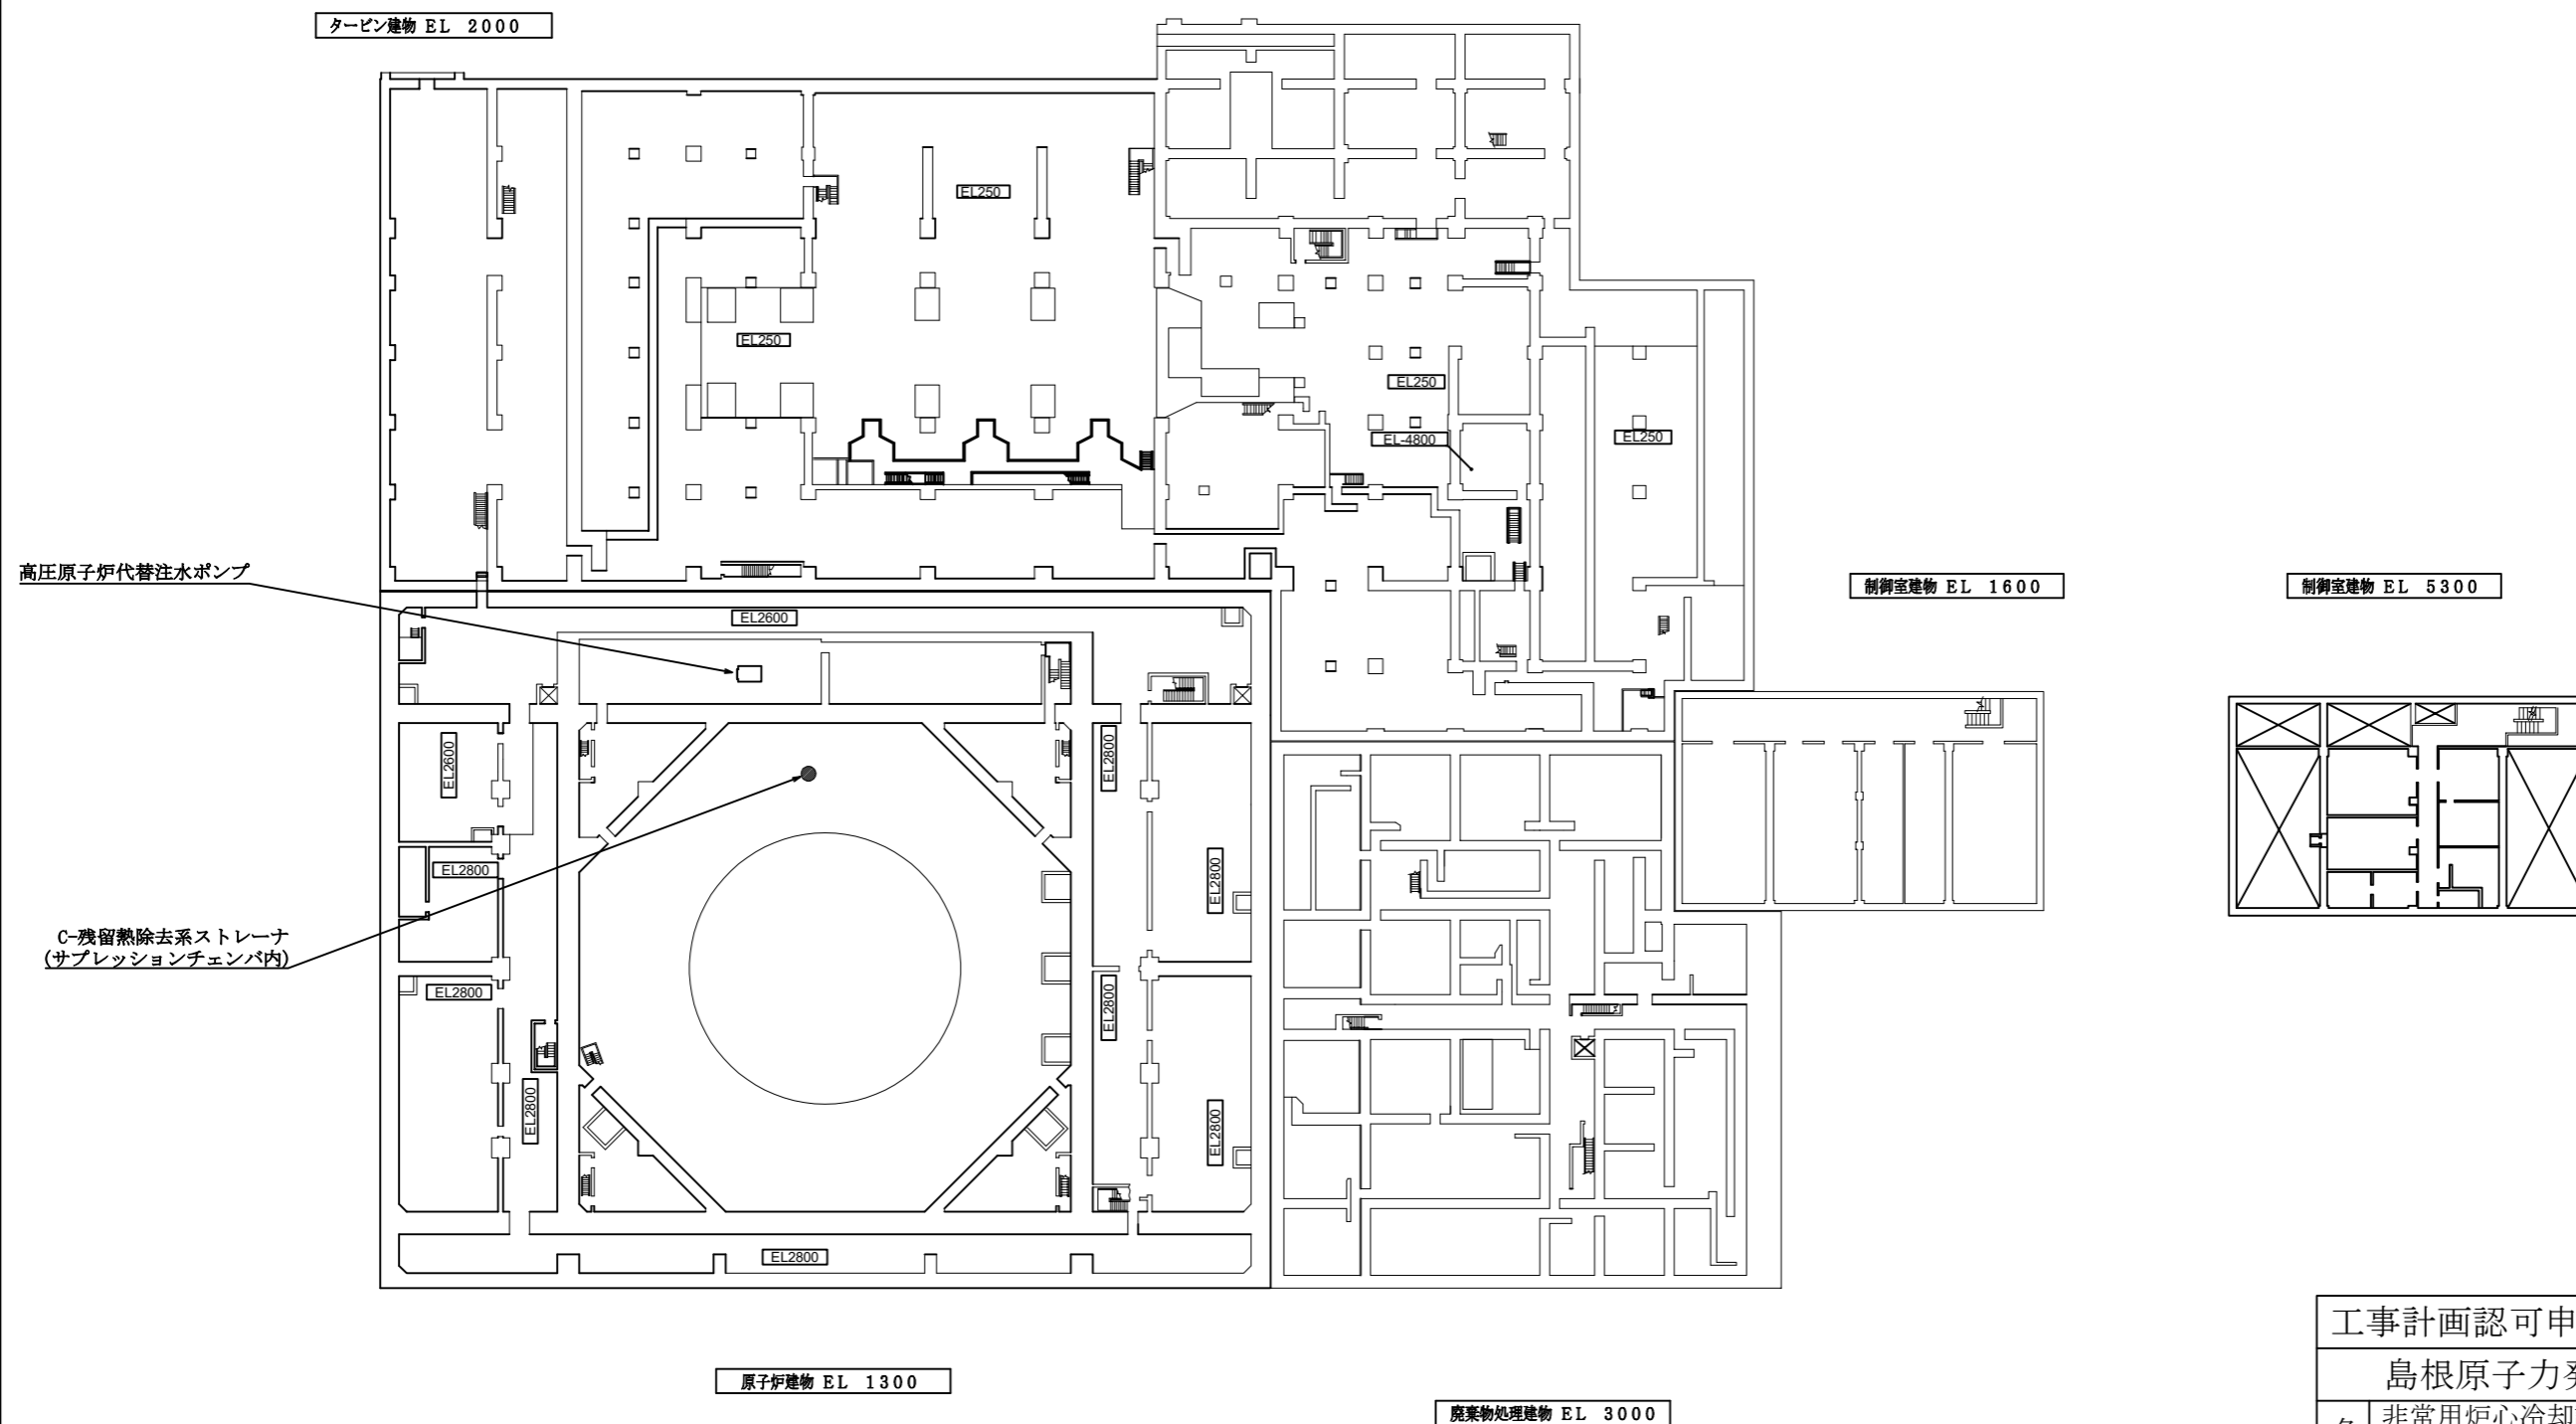 タービン建物 EL 2000
EL250
EL250
EL250
EL-4800
EL250
高圧原子炉代替注水ポンプ
制御室建物 EL 1600
制御室建物 EL 5300
EL2600
EL2600
EL2800
EL2800
EL2800
C-残留熱除去系ストレーナ
(サプレッションチェンバ内)
EL2800
EL2800
EL2800
EL2800
EL2800
原子炉建物 EL 1300
廃棄物処理建物 EL 3000
工事計画認可申
島根原子力
非常用炉心冷却